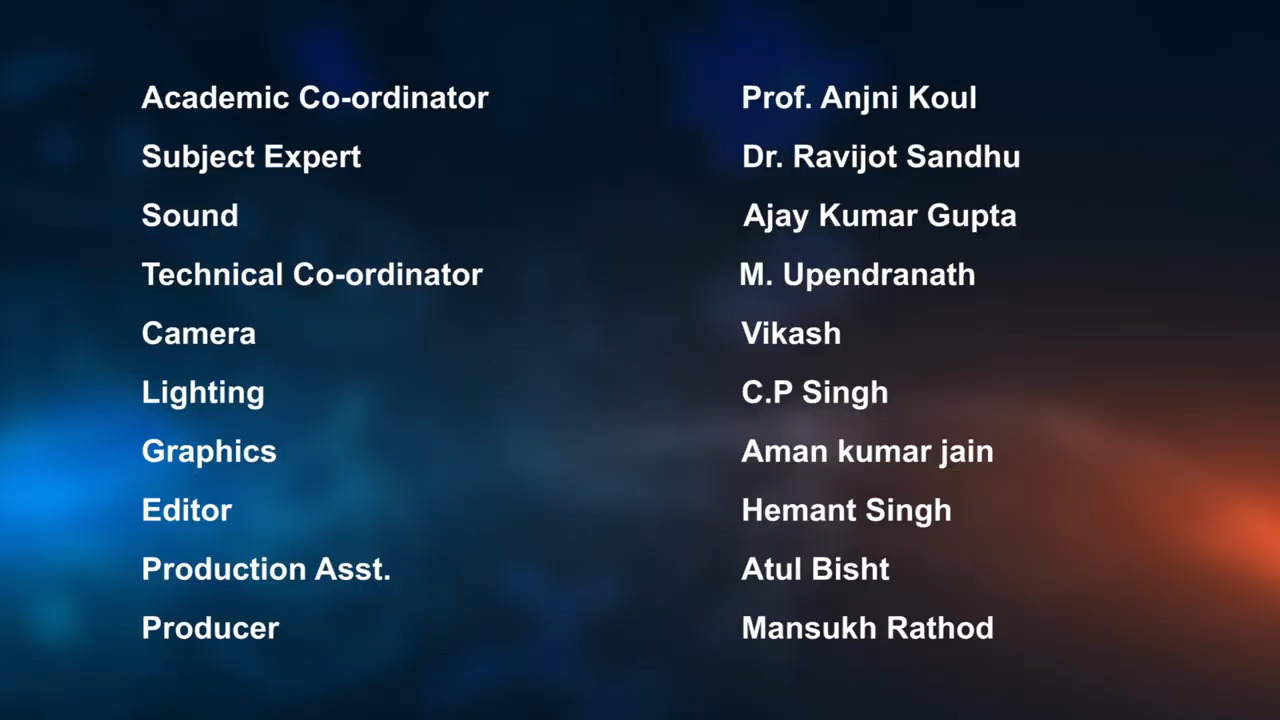 Academic Co-ordinator Prof. Anjni Koul
Subject Expert Dr. Ravijot Sandhu
Sound Ajay Kumar Gupta
Technical Co-ordinator M. Upendranath
Camera Vikash
Lighting C.P Singh
Graphics Aman kumar jain
Editor Hemant Singh
Production Asst. Atul Bisht
Producer Mansukh Rathod